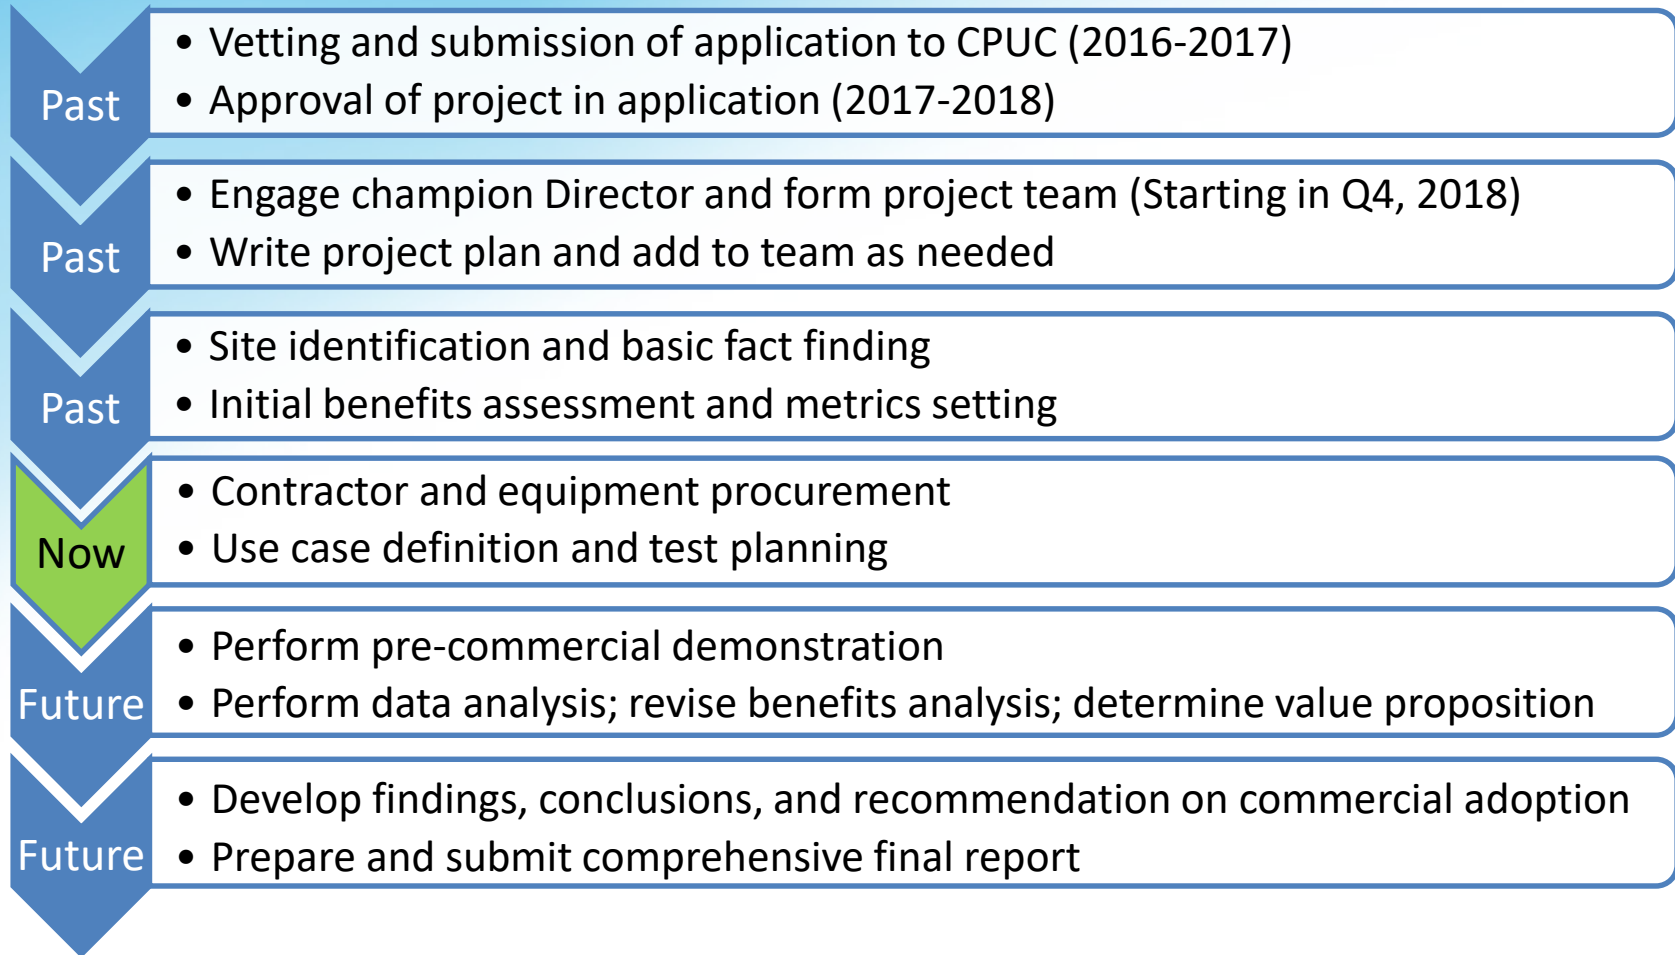 • Vetting and submission of application to CPUC (2016-2017)
Past
• Approval of project in application (2017-2018)
• Engage champion Director and form project team (Starting in Q4, 2018)
Past
• Write project plan and add to team as needed
• Site identification and basic fact finding
Past
• Initial benefits assessment and metrics setting
• Contractor and equipment procurement
Now
• Use case definition and test planning
• Perform pre-commercial demonstration
Future
• Perform data analysis; revise benefits analysis; determine value proposition
• Develop findings, conclusions, and recommendation on commercial adoption
Future
• Prepare and submit comprehensive final report